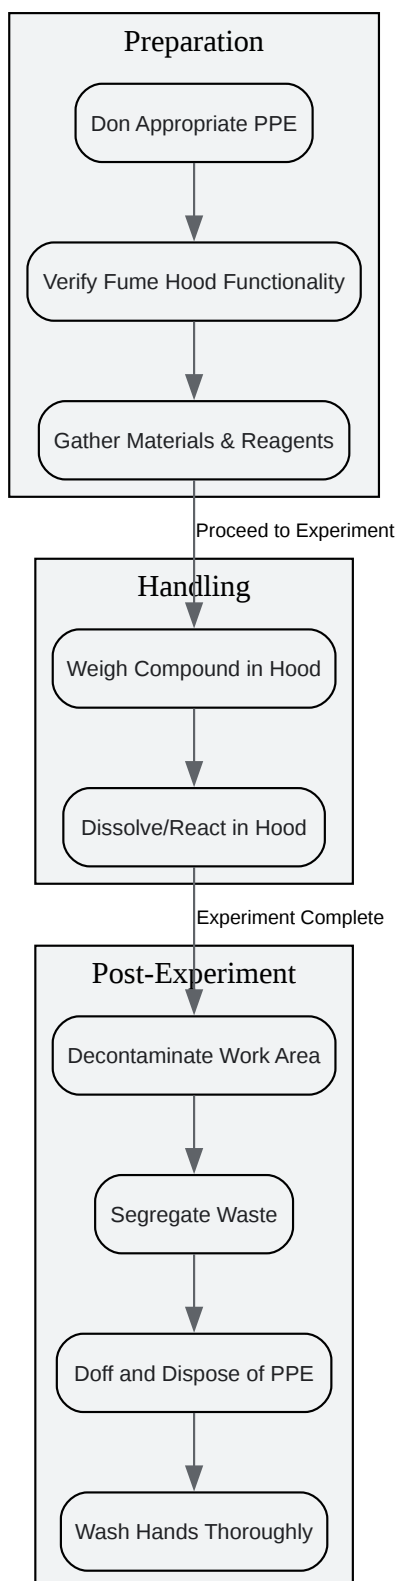 Preparation
Don Appropriate PPE
Verify Fume Hood Functionality
Gather Materials & Reagents
Proceed to Experiment
Handling
Weigh Compound in Hood
Dissolve/React in Hood
Experiment Complete
Post-Experiment
Decontaminate Work Area
Segregate Waste
Doff and Dispose of PPE
Wash Hands Thoroughly